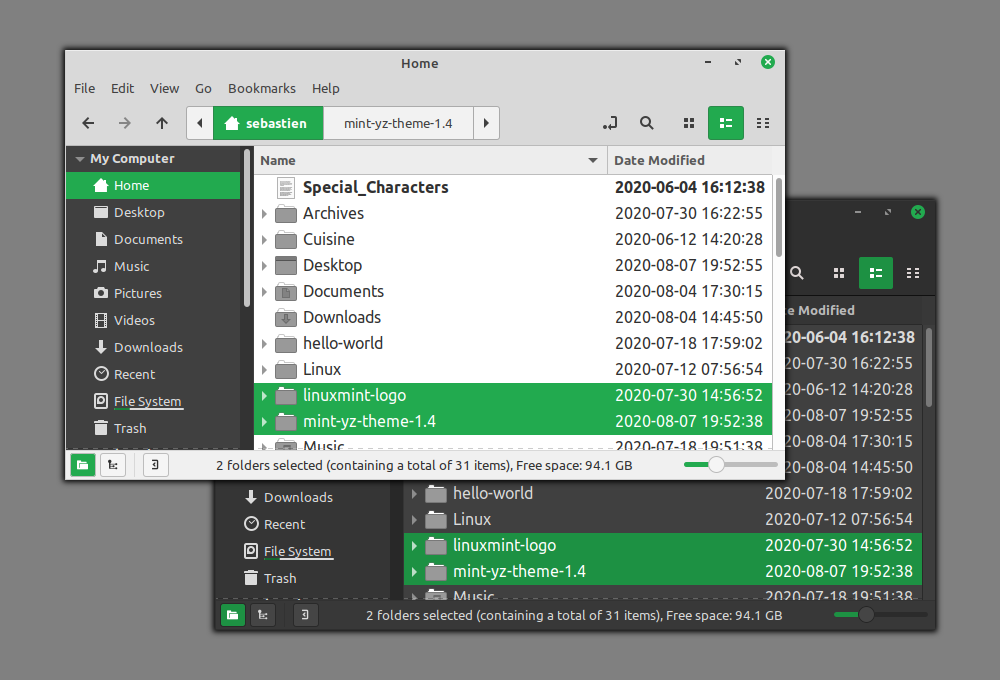 Home
File Edit View Go Bookmarks Help
sebastien mint-yz-theme-1.4
My Computer
Home
Desktop
Documents
Music
Pictures
Videos
Downloads
Recent
File System
Trash
Name Date Modified
Special_Characters 2020-06-04 16:12:38
Archives 2020-07-30 16:22:55
Cuisine 2020-06-12 14:20:28
Desktop 2020-08-07 19:52:55
Documents 2020-08-04 17:30:15
Downloads 2020-08-04 14:45:50
hello-world 2020-07-18 17:59:02
Linux 2020-07-12 07:56:54
linuxmint-logo 2020-07-30 14:56:52
mint-yz-theme-1.4 2020-08-07 19:52:38
Music 2020-07-18 19:51:38
2 folders selected (containing a total of 31 items), Free space: 94.1 GB
Modified
20-06-04 16:12:38
20-07-30 16:22:55
20-06-12 14:20:28
20-08-07 19:52:55
20-08-04 17:30:15
20-08-04 14:45:50
Downloads
Recent
File System
Trash
hello-world 2020-07-18 17:59:02
Linux 2020-07-12 07:56:54
linuxmint-logo 2020-07-30 14:56:52
mint-yz-theme-1.4 2020-08-07 19:52:38
Music 2020-07-18 19:51:38
2 folders selected (containing a total of 31 items), Free space: 94.1 GB